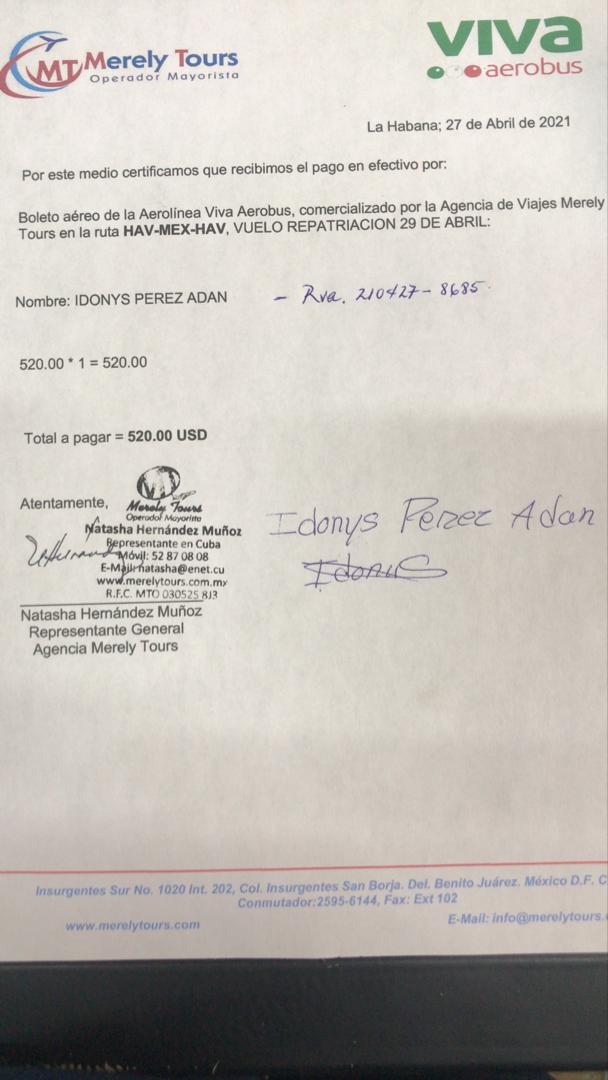 MT Merely Tours
Operador Mayorista
viva
aerobus
La Habana; 27 de Abril de 2021
Por este medio certificamos que recibimos el pago en efectivo por:
Boleto aéreo de la Aerolínea Viva Aerobus, comercializado por la Agencia de Viajes Merely
Tours en la ruta HAV-MEX-HAV, VUELO REPATRIACION 29 DE ABRIL:
Nombre: IDONYS PEREZ ADAN - Rva. 210427-8685.
520.00 * 1 = 520.00
Total a pagar = 520.00 USD
Atentamente,
Merely Tours
Operador Mayorista
Natasha Hernández Muñoz
Representante en Cuba
Móvil: 52 87 08 08
E-Mail: natasha@enet.cu
www.merelytours.com.mx
R.F.C. MTO 030525 8J3
Idonys Perez Adan
Idonys
Natasha Hernández Muñoz
Representante General
Agencia Merely Tours
Insurgentes Sur No. 1020 Int. 202, Col. Insurgentes San Borja. Del. Benito Juárez. México D.F. C
Conmutador:2595-6144, Fax: Ext 102
www.merelytours.com
E-Mail: info@merelytours.